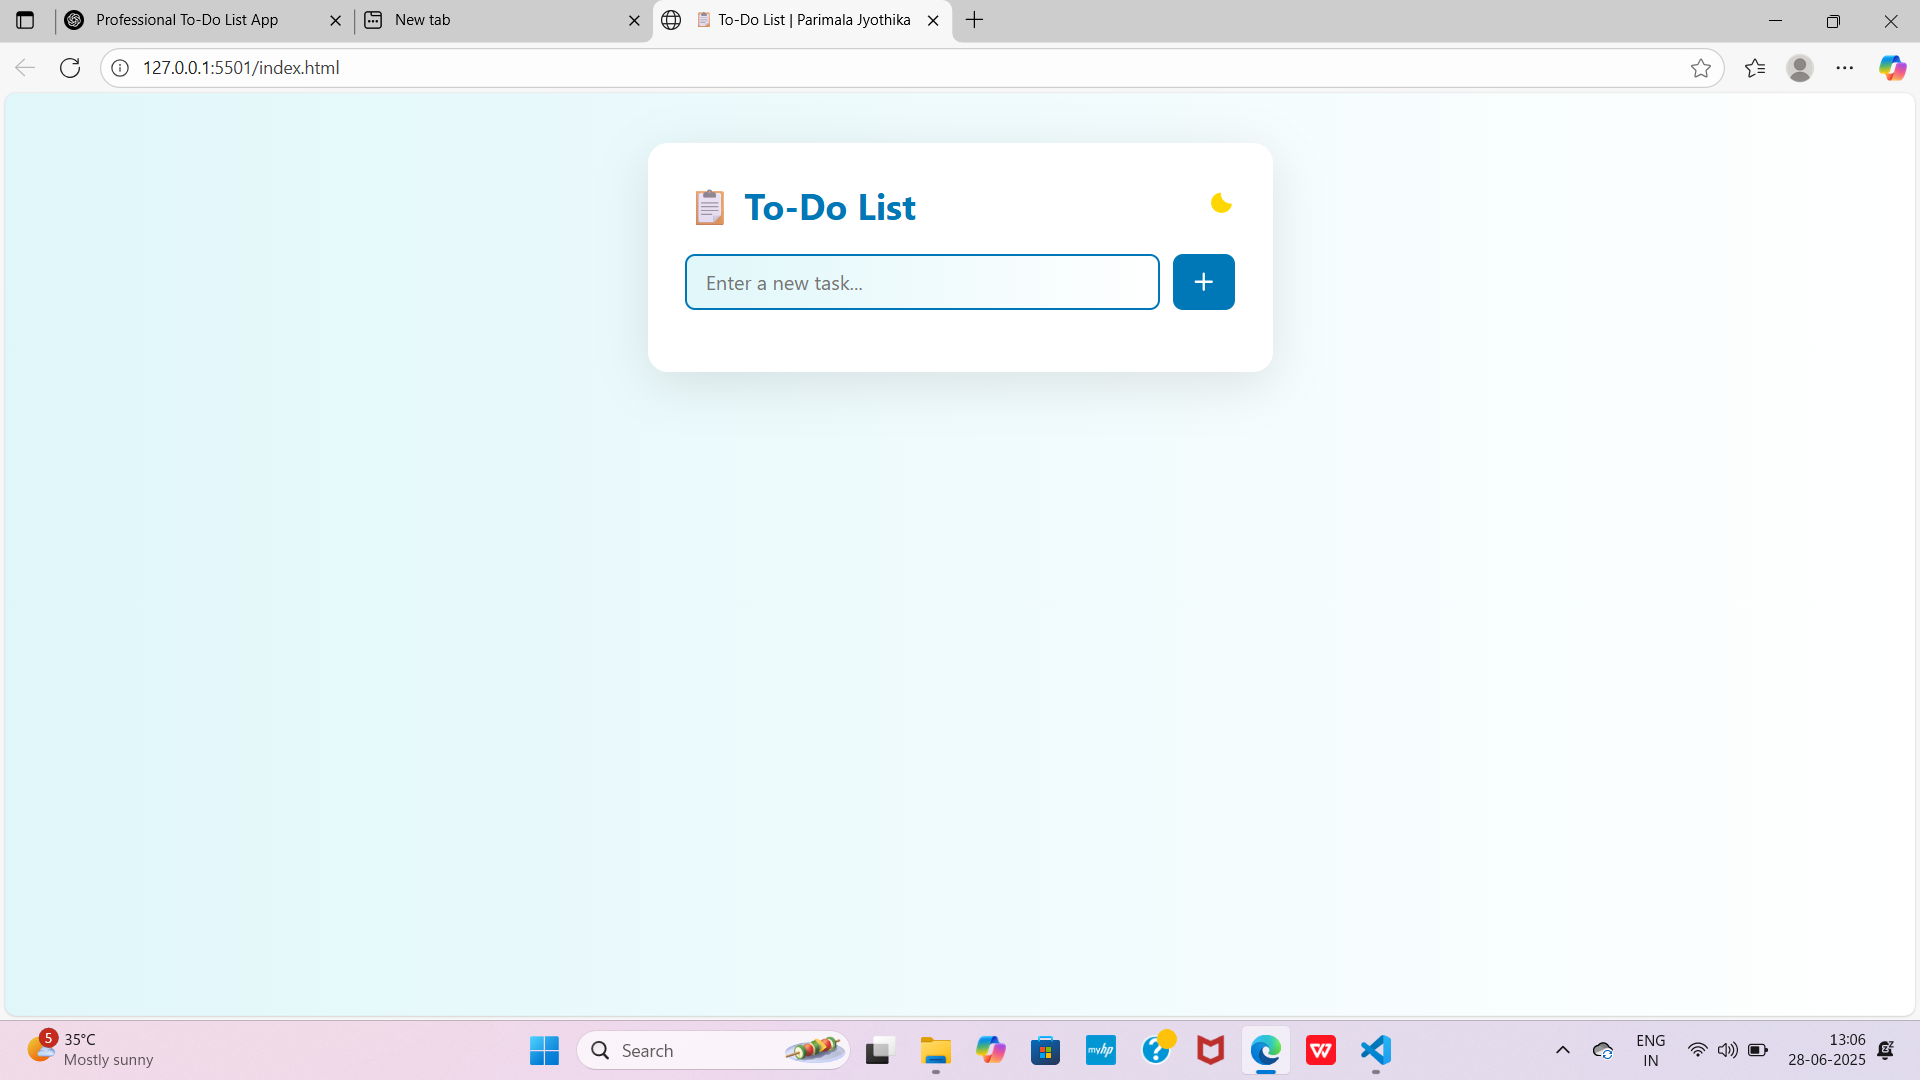 Professional To-Do List App
New tab
📋 To-Do List | Parimala Jyothika
127.0.0.1:5501/index.html
📋 To-Do List
Enter a new task...
+
5
35°C
Mostly sunny
Search
myhp
ENG
IN
13:06
28-06-2025